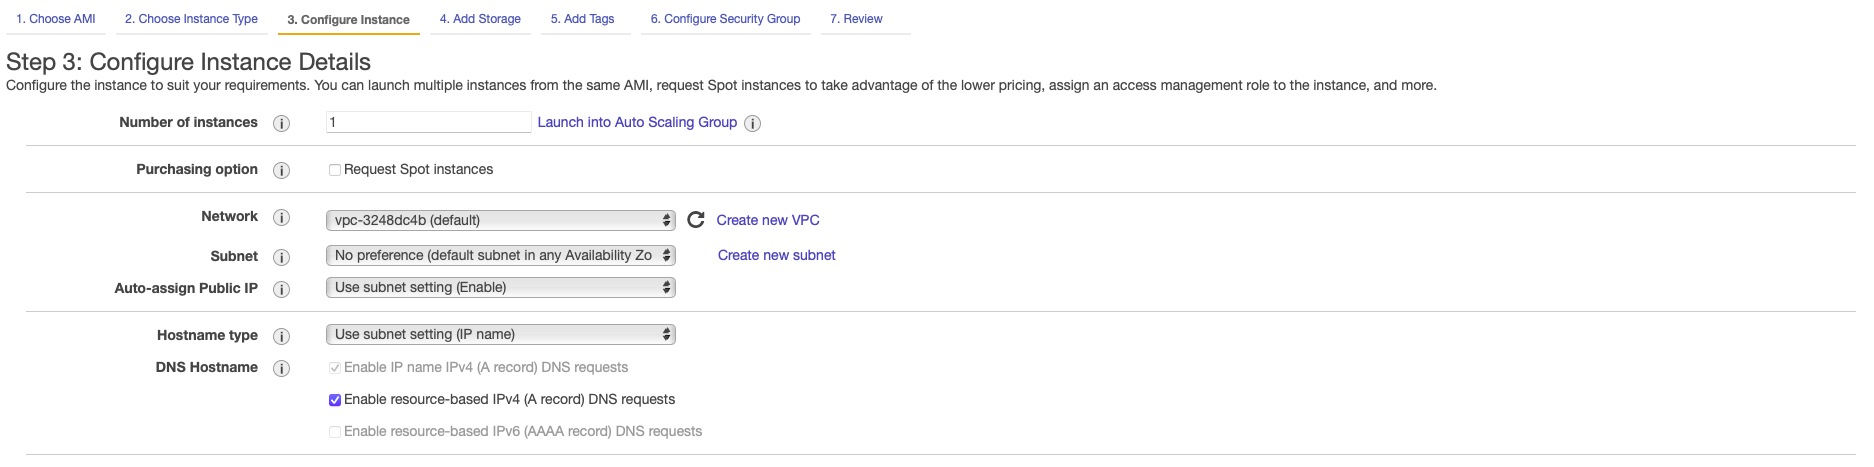 1. Choose AMI 2. Choose Instance Type 3. Configure Instance 4. Add Storage 5. Add Tags 6. Configure Security Group 7. Review
Step 3: Configure Instance Details
Configure the instance to suit your requirements. You can launch multiple instances from the same AMI, request Spot instances to take advantage of the lower pricing, assign an access management role to the instance, and more.
Number of instances i 1 Launch into Auto Scaling Group i
Purchasing option i Request Spot instances
Network i vpc-3248dc4b (default) Create new VPC
Subnet i No preference (default subnet in any Availability Zo Create new subnet
Auto-assign Public IP i Use subnet setting (Enable)
Hostname type i Use subnet setting (IP name)
DNS Hostname i Enable IP name IPv4 (A record) DNS requests
Enable resource-based IPv4 (A record) DNS requests
Enable resource-based IPv6 (AAAA record) DNS requests